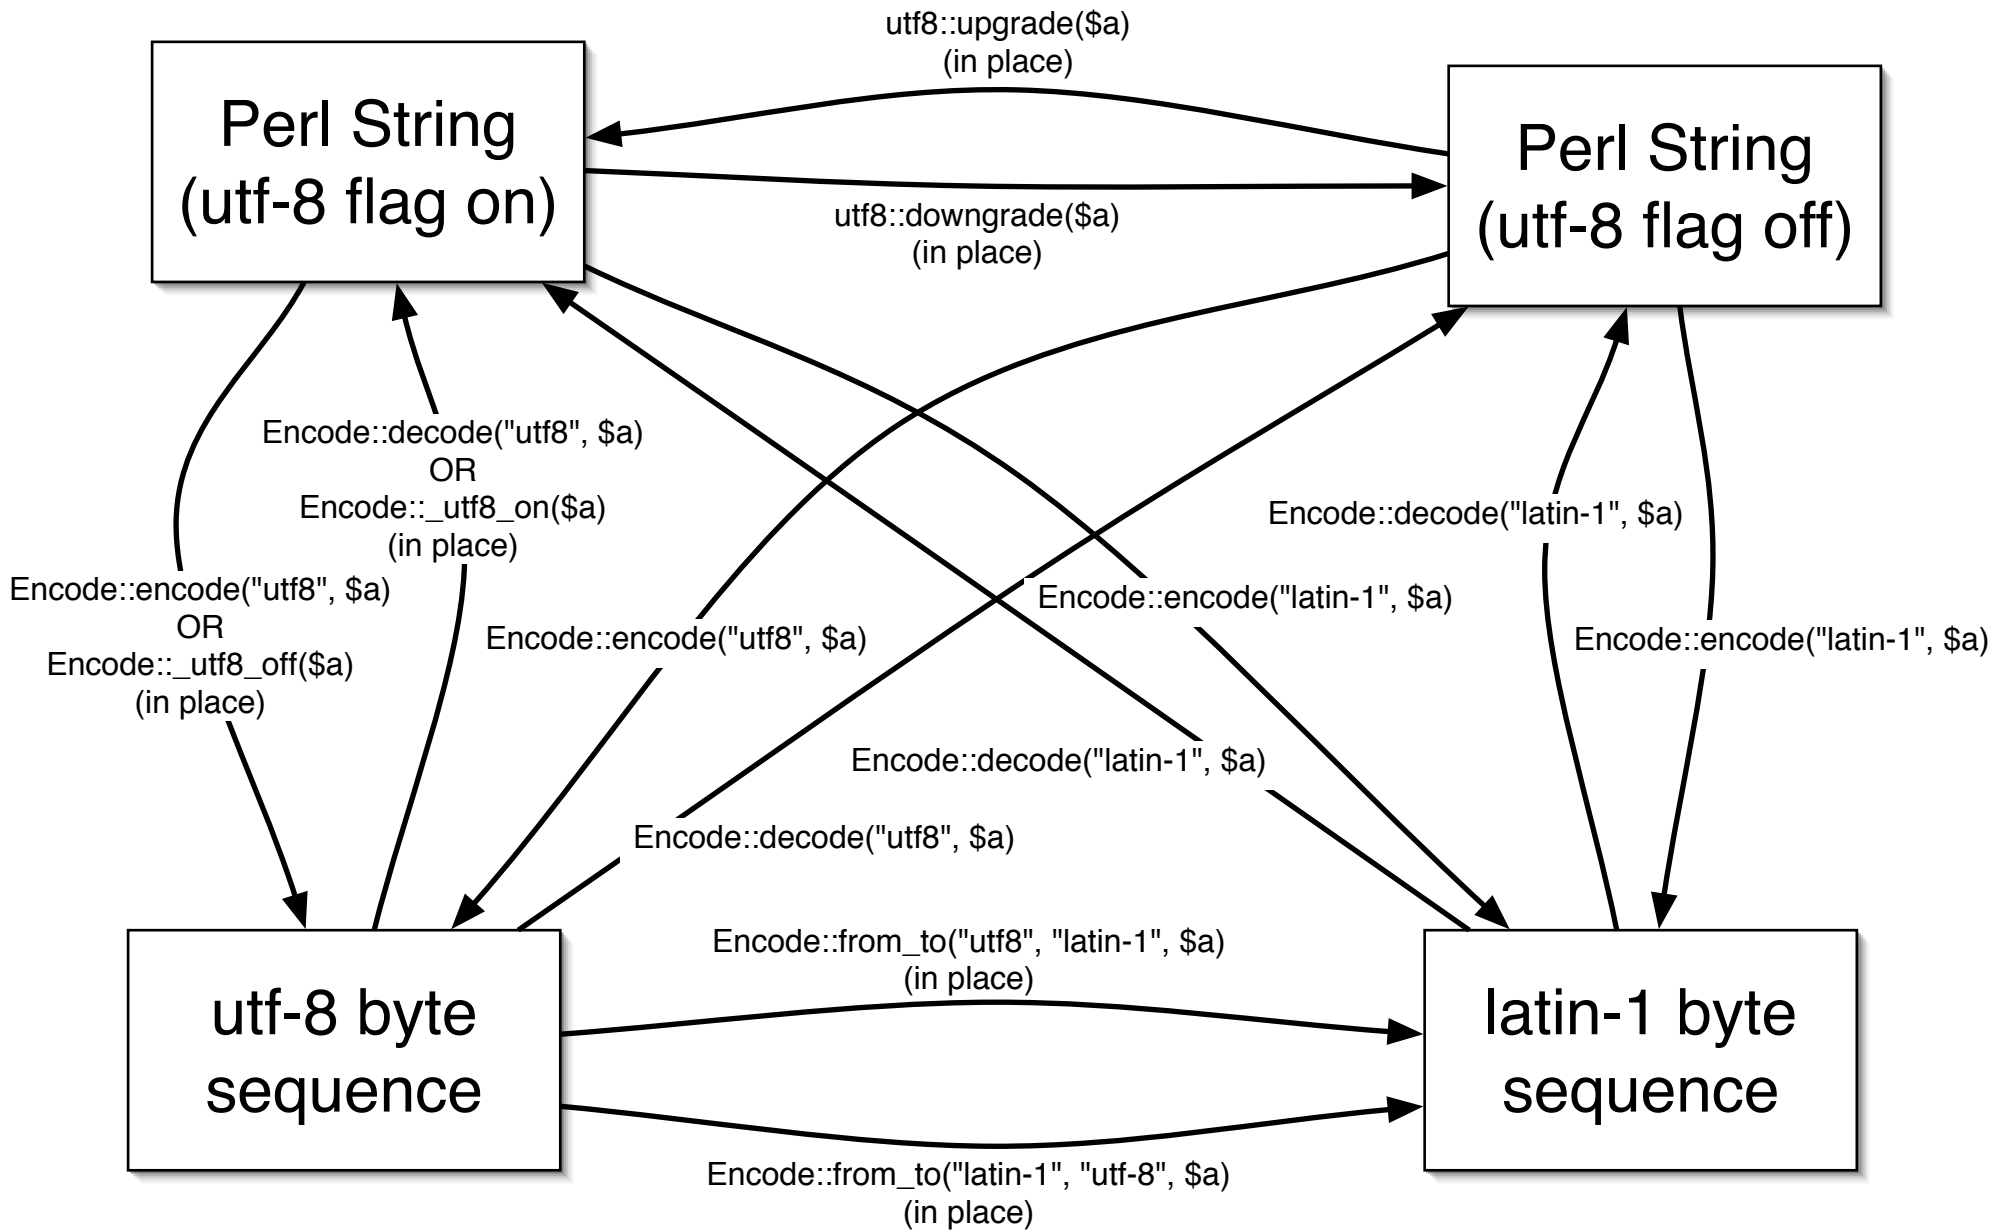 utf8::upgrade($a)
(in place)
Perl String
(utf-8 flag on)
Perl String
(utf-8 flag off)
utf8::downgrade($a)
(in place)
Encode::decode("utf8", $a)
OR
Encode::_utf8_on($a)
(in place)
Encode::decode("latin-1", $a)
Encode::encode("utf8", $a)
OR
Encode::_utf8_off($a)
(in place)
Encode::encode("latin-1", $a)
Encode::encode("utf8", $a)
Encode::encode("latin-1", $a)
Encode::decode("latin-1", $a)
Encode::decode("utf8", $a)
Encode::from_to("utf8", "latin-1", $a)
(in place)
utf-8 byte
sequence
latin-1 byte
sequence
Encode::from_to("latin-1", "utf-8", $a)
(in place)